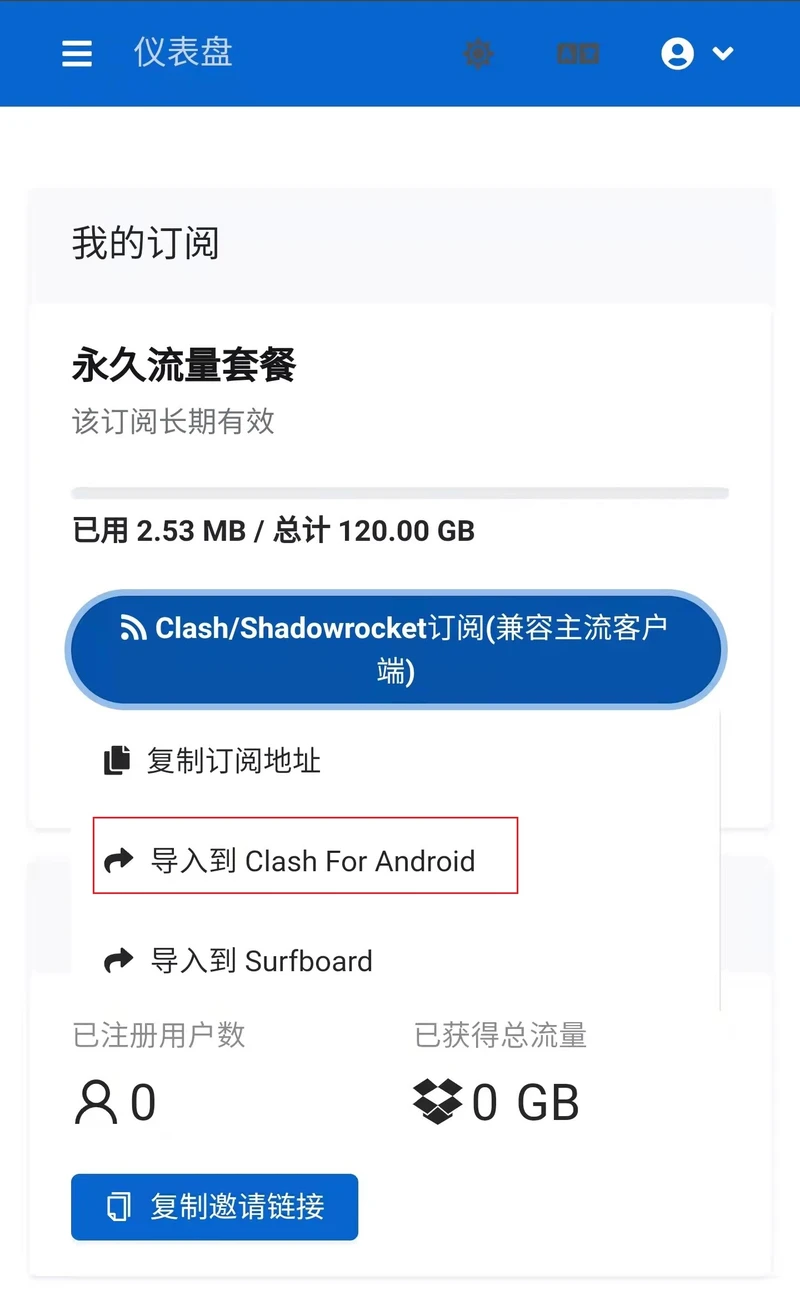 仪表盘
我的订阅
永久流量套餐
该订阅长期有效
已用 2.53 MB / 总计 120.00 GB
Clash/Shadowrocket订阅(兼容主流客户
端)
复制订阅地址
导入到 Clash For Android
导入到 Surfboard
已注册用户数
已获得总流量
0
0 GB
复制邀请链接